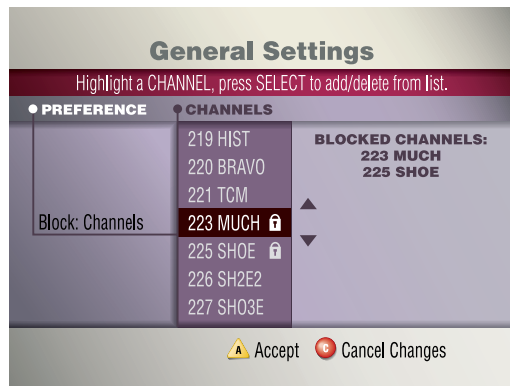 General Settings
Highlight a CHANNEL, press SELECT to add/delete from list.
PREFERENCE CHANNELS
219 HIST
220 BRAVO
221 TCM
Block: Channels 223 MUCH
225 SHOE
226 SH2E2
227 SHO3E
BLOCKED CHANNELS:
223 MUCH
225 SHOE
A Accept C Cancel Changes